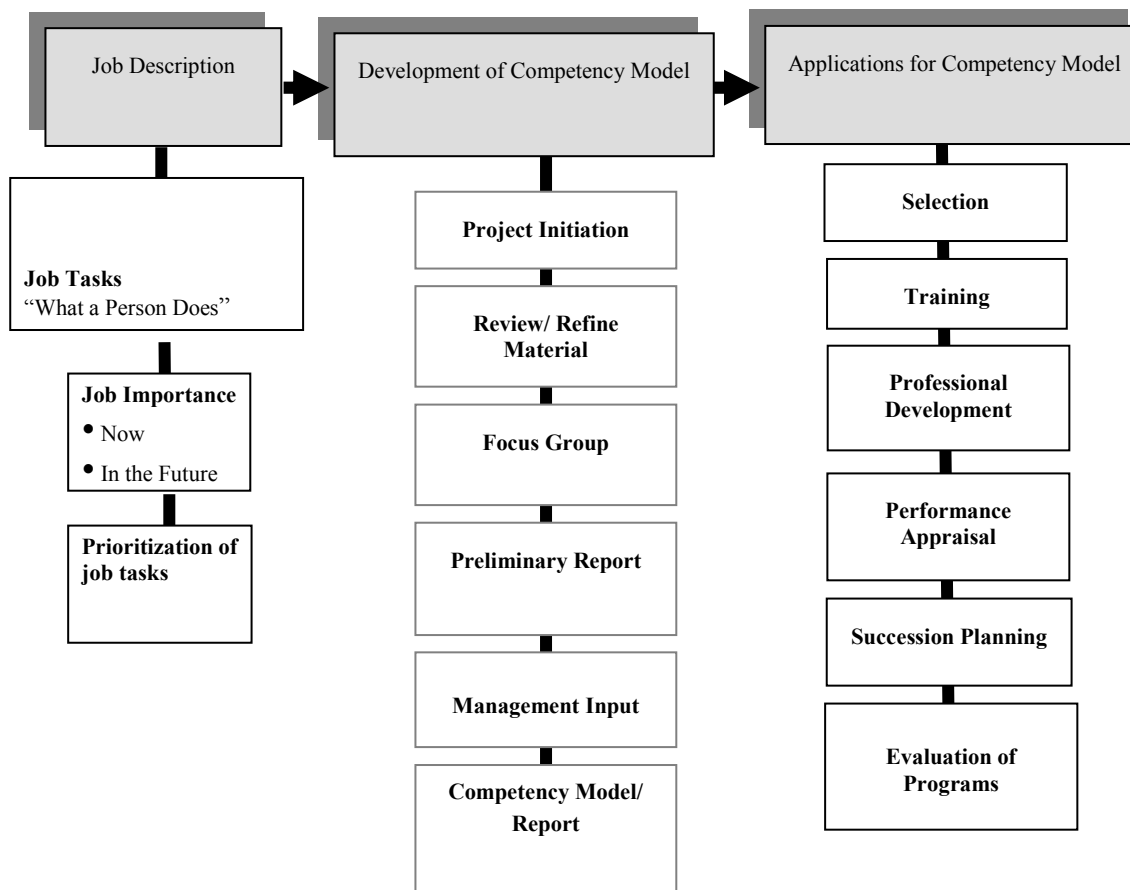 Job Description
Job Tasks
“What a Person Does”
Job Importance
• Now
• In the Future
Prioritization of
job tasks
Development of Competency Model
Project Initiation
Review/ Refine
Material
Focus Group
Preliminary Report
Management Input
Competency Model/
Report
Applications for Competency Model
Selection
Training
Professional
Development
Performance
Appraisal
Succession Planning
Evaluation of
Programs